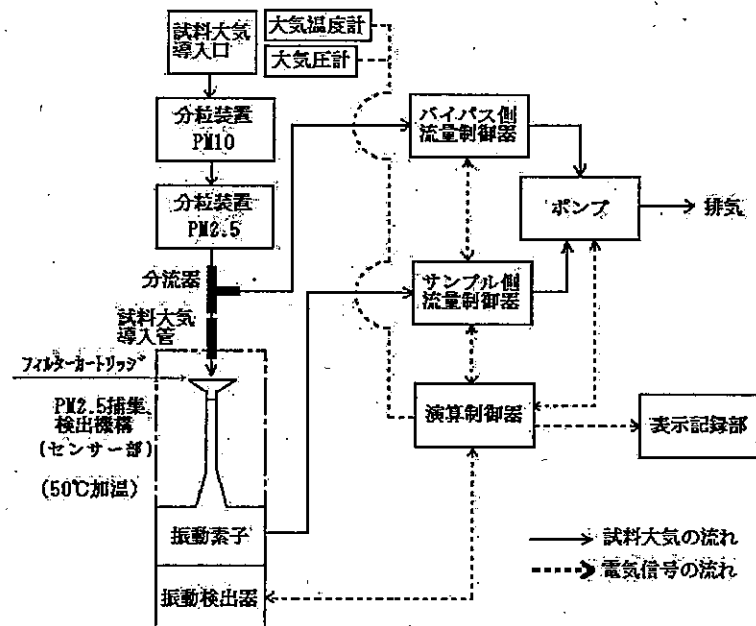 試料大気
導入口
大気温度計
大気圧計
分粒装置
PM10
バイパス側
流量制御器
分粒装置
PM2.5
ポンプ
排気
分流器
サンプル側
流量制御器
試料大気
導入管
フィルターカートリッジ
PM2.5捕集
検出機構
(センサー部)
(50℃加温)
演算制御器
表示記録部
振動素子
試料大気の流れ
振動検出器
電気信号の流れ